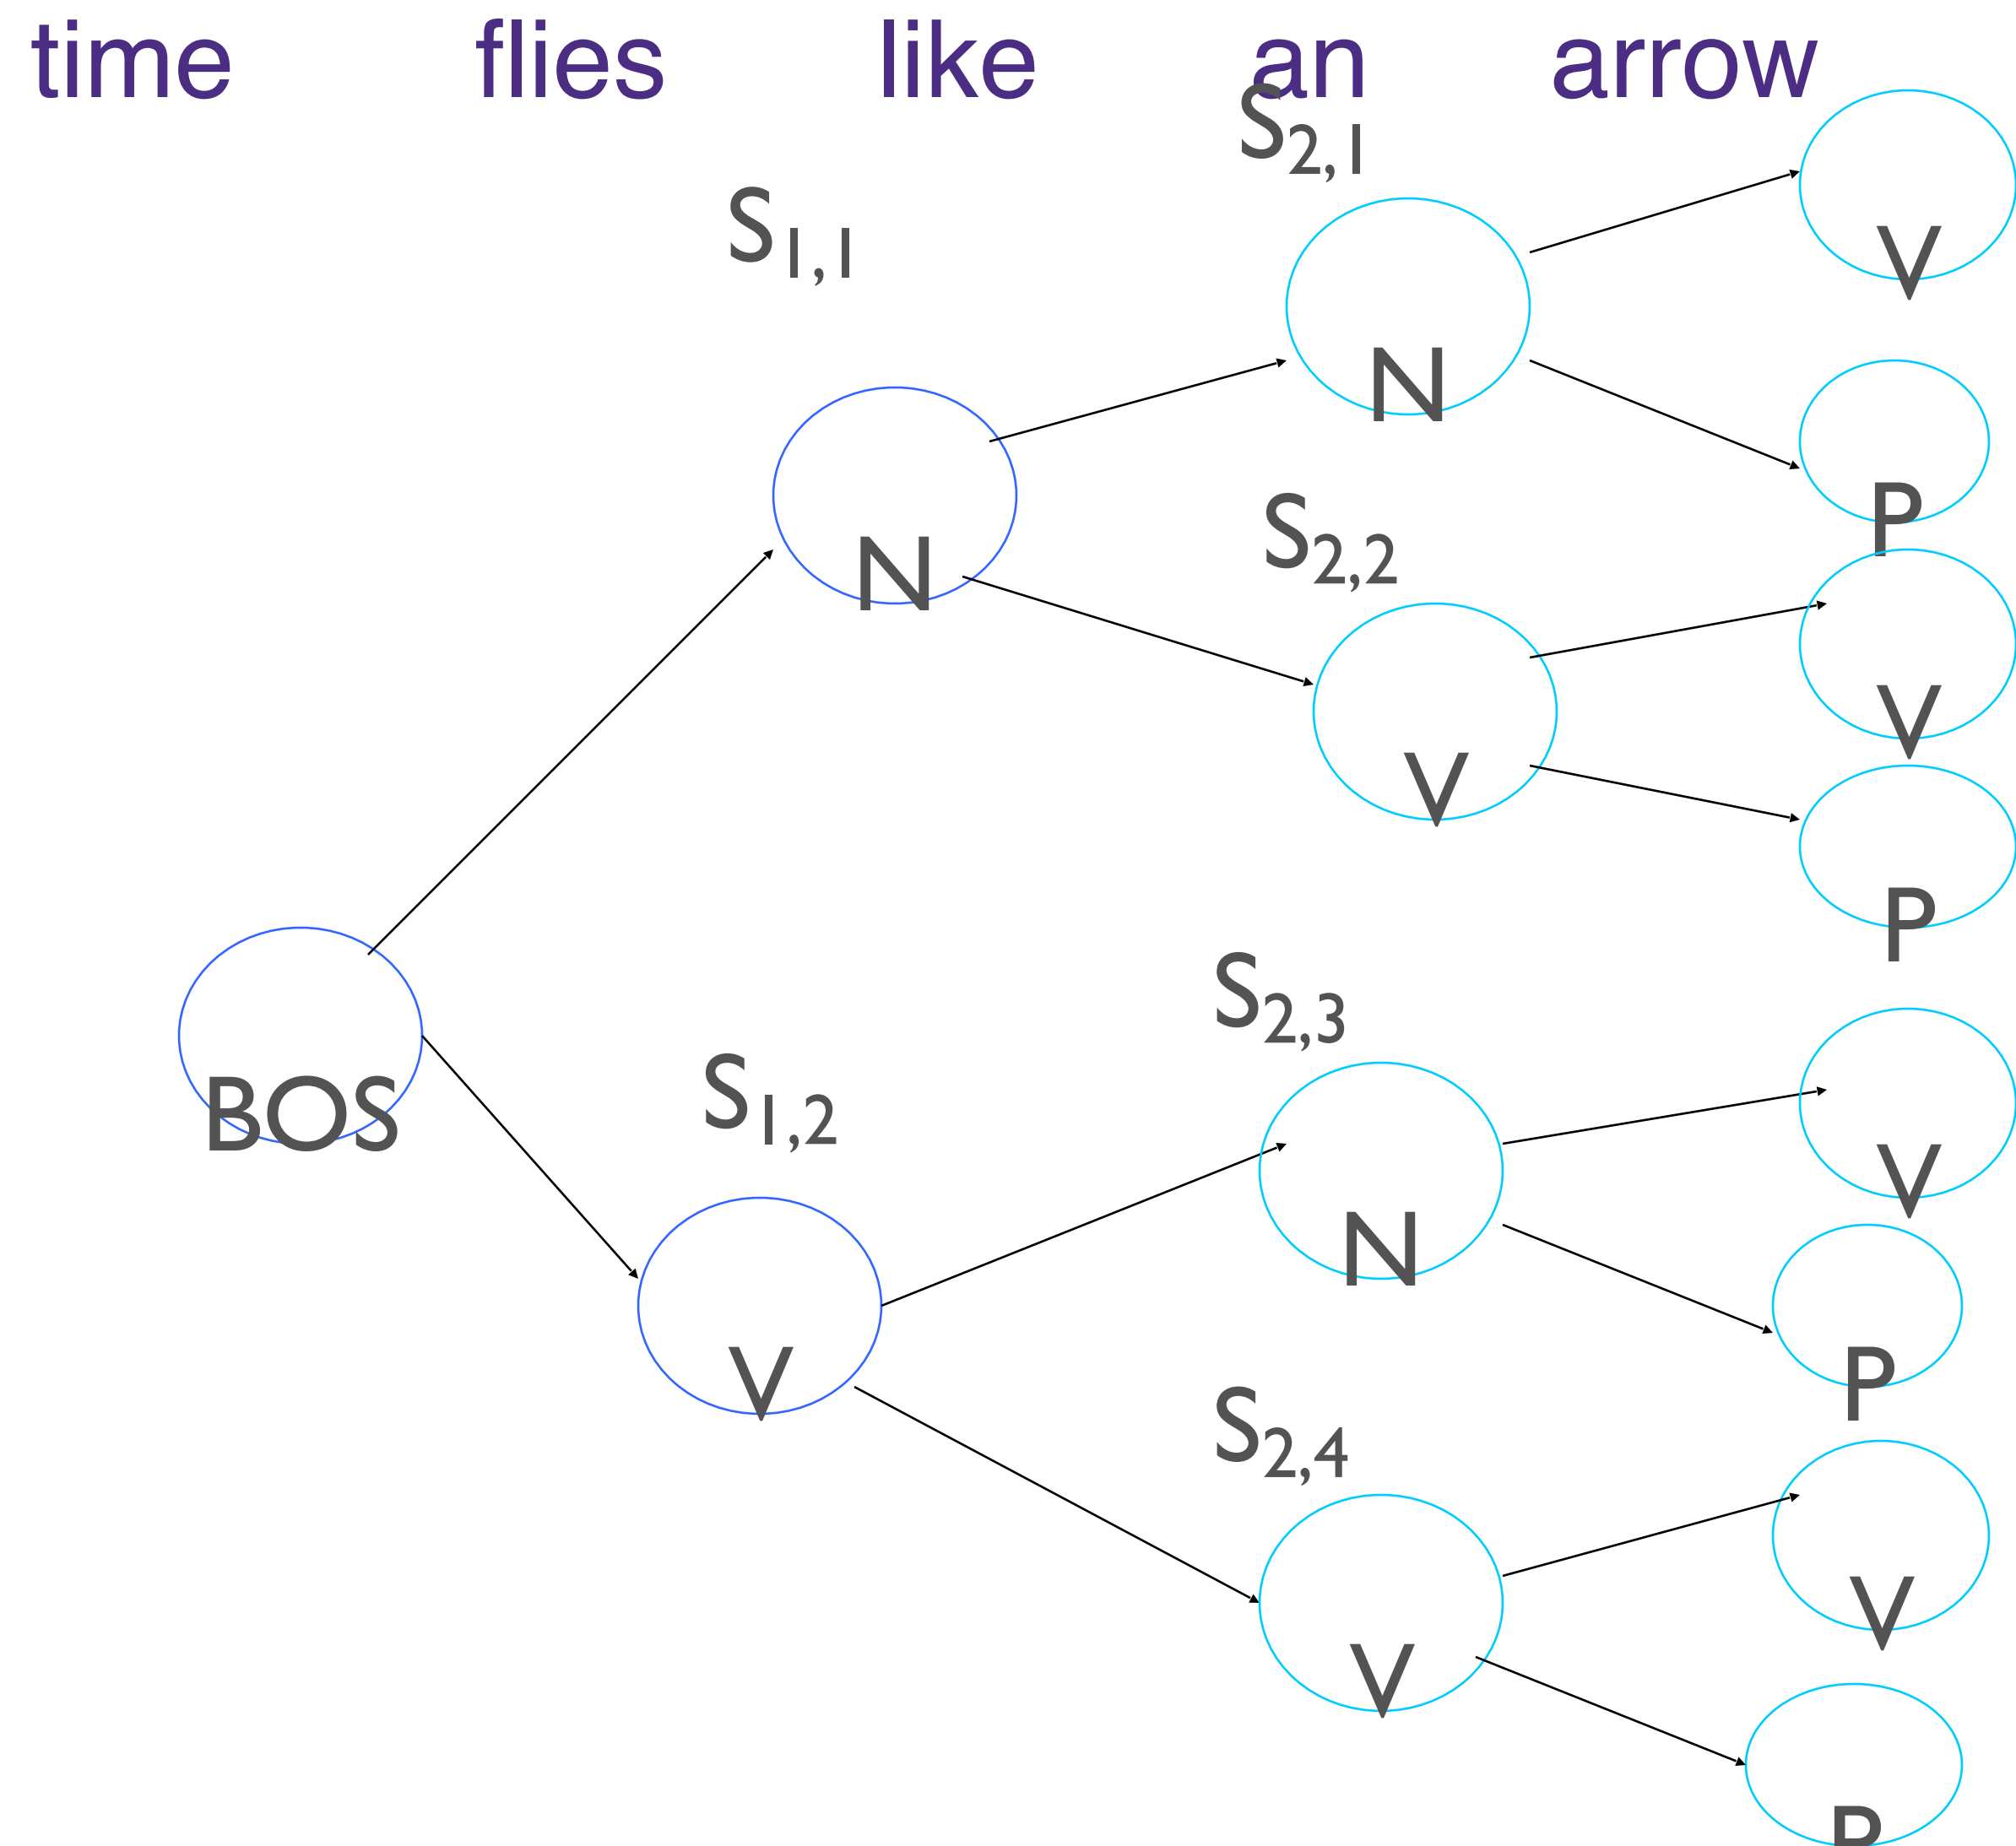 time flies like an arrow
S2,1
V
S1,1
N
P
S2,2
N
V
V
P
S2,3
BOS
S1,2
V
N
P
V
S2,4
V
V
P